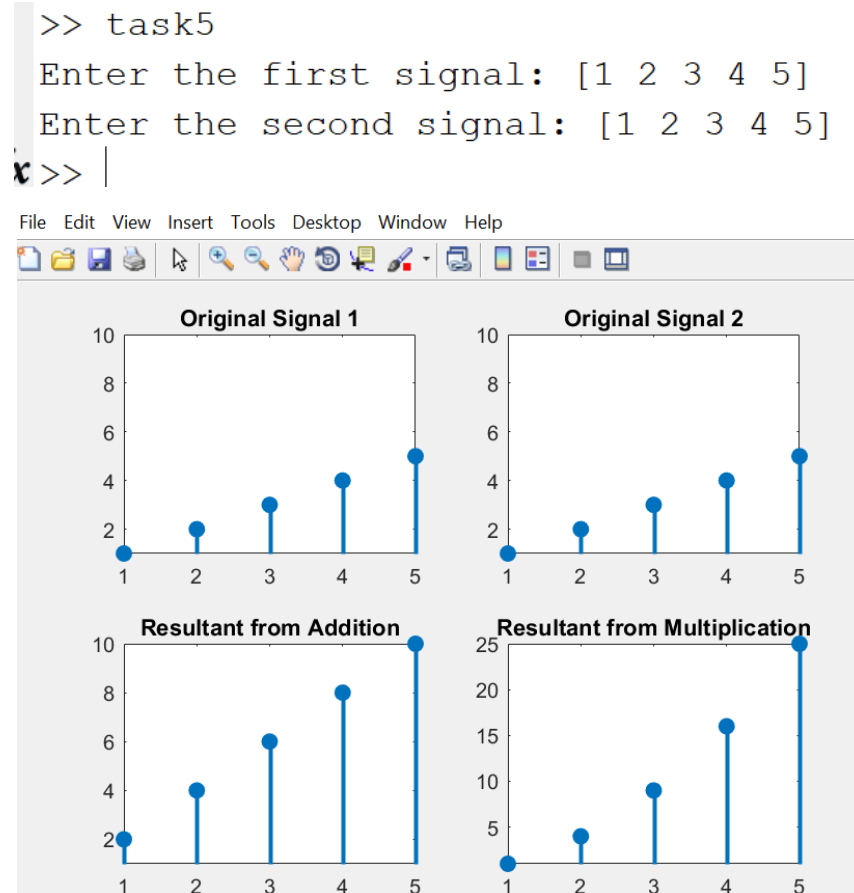 >> task5
Enter the first signal: [1 2 3 4 5]
Enter the second signal: [1 2 3 4 5]
fx >>
File Edit View Insert Tools Desktop Window Help
Original Signal 1
10
8
6
4
2
1 2 3 4 5
Original Signal 2
10
8
6
4
2
1 2 3 4 5
Resultant from Addition
10
8
6
4
2
1 2 3 4 5
Resultant from Multiplication
25
20
15
10
5
1 2 3 4 5